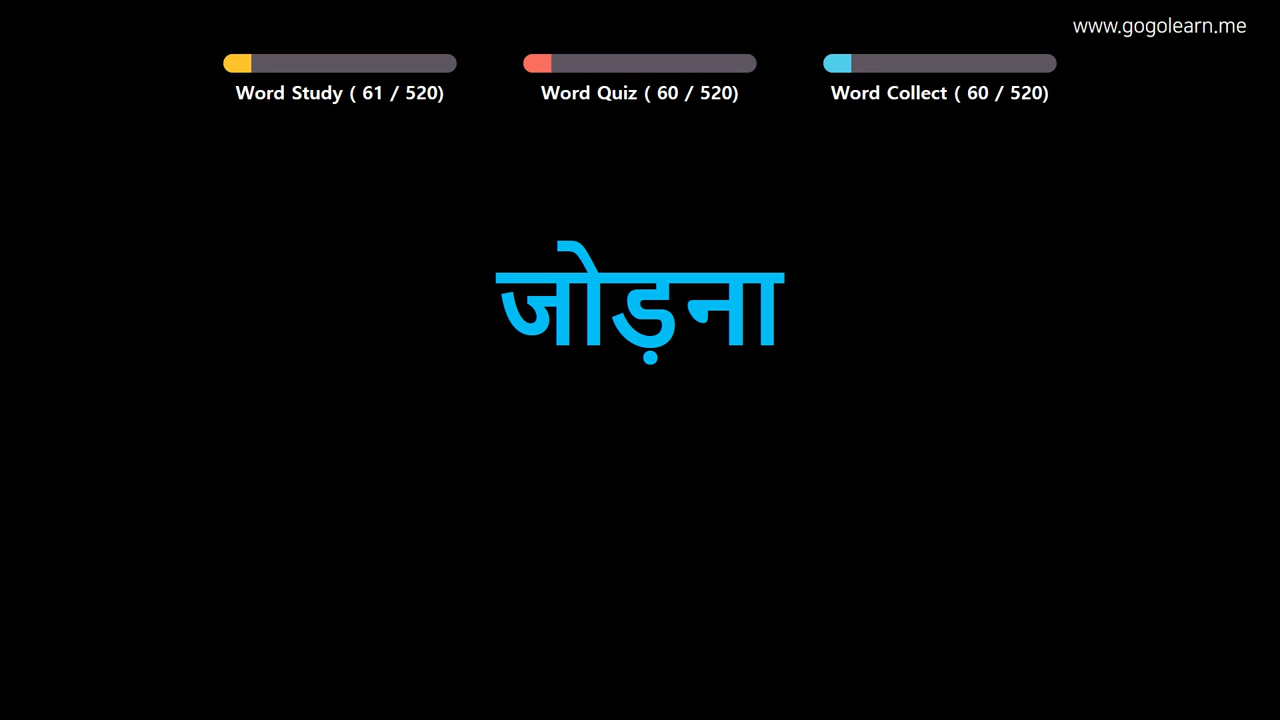 www.gogolearn.me
Word Study ( 61 / 520)
Word Quiz ( 60 / 520)
Word Collect ( 60 / 520)
जोड़ना